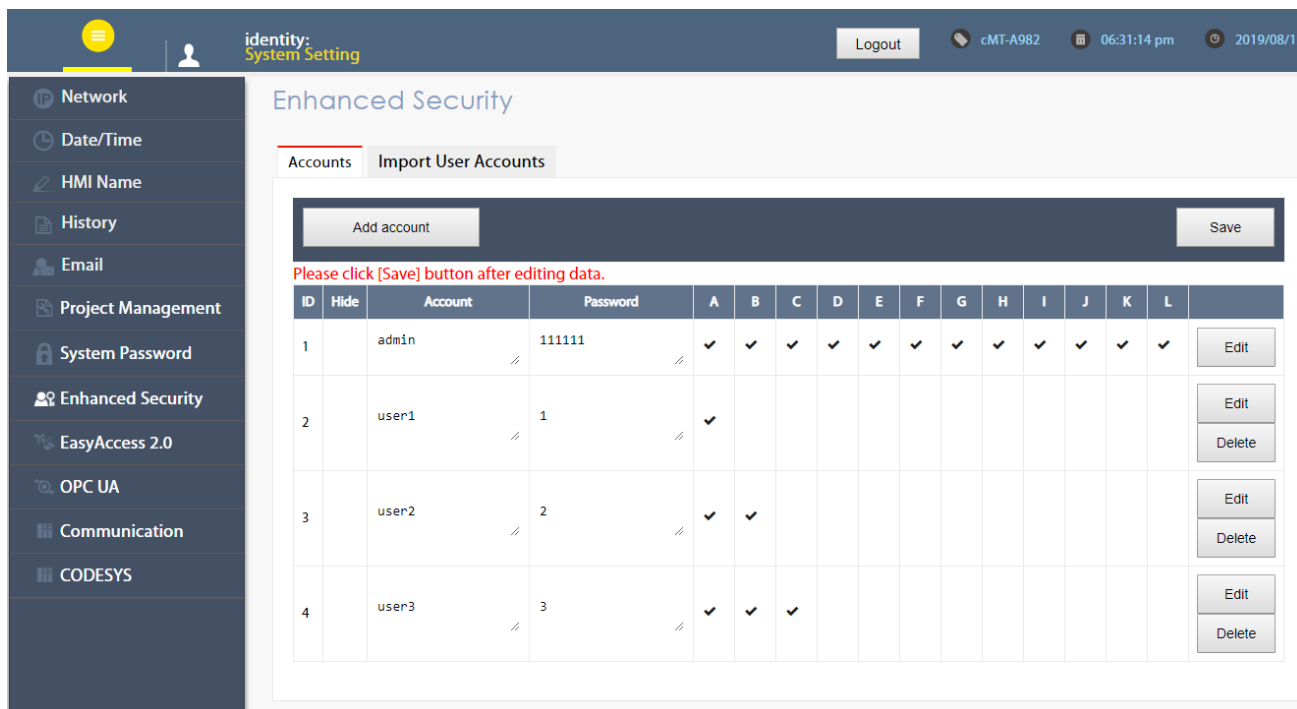 identity:
System Setting
Logout
cMT-A982
06:31:14 pm
2019/08/1
Network
Date/Time
HMI Name
History
Email
Project Management
System Password
Enhanced Security
EasyAccess 2.0
OPC UA
Communication
CODESYS
Enhanced Security
Accounts Import User Accounts
Add account Save
Please click [Save] button after editing data.
ID Hide Account Password A B C D E F G H I J K L
1 admin 111111 ✔ ✔ ✔ ✔ ✔ ✔ ✔ ✔ ✔ ✔ ✔ ✔ Edit
2 user1 1 ✔ Edit
Delete
3 user2 2 ✔ ✔ Edit
Delete
4 user3 3 ✔ ✔ ✔ Edit
Delete